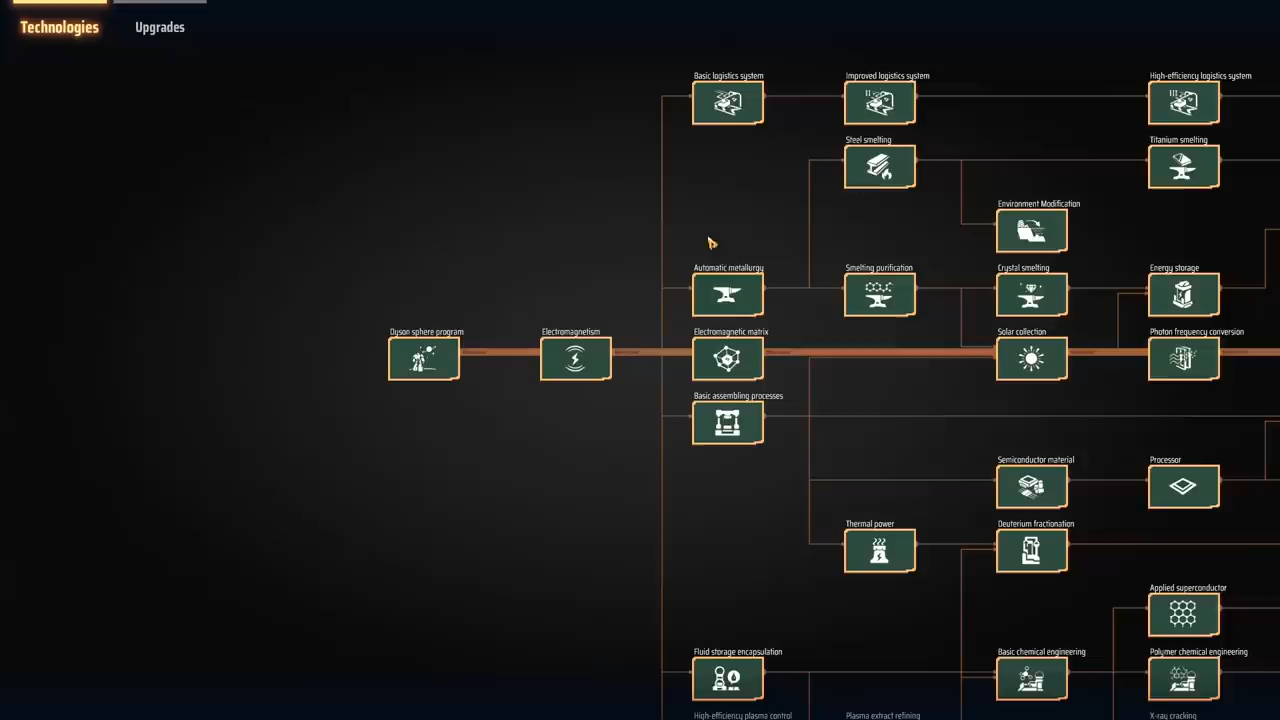 Technologies
Upgrades
Basic logistics system
Improved logistics system
High-efficiency logistics system
Steel smelting
Titanium smelting
Environment Modification
Automatic metallurgy
Smelting purification
Crystal smelting
Energy storage
Dyson sphere program
Electromagnetism
Electromagnetic matrix
Solar collection
Photon frequency conversion
Basic assembling processes
Semiconductor material
Processor
Thermal power
Deuterium fractionation
Applied superconductor
Fluid storage encapsulation
Basic chemical engineering
Polymer chemical engineering
High-efficiency plasma control
Plasma extract refining
X-ray cracking